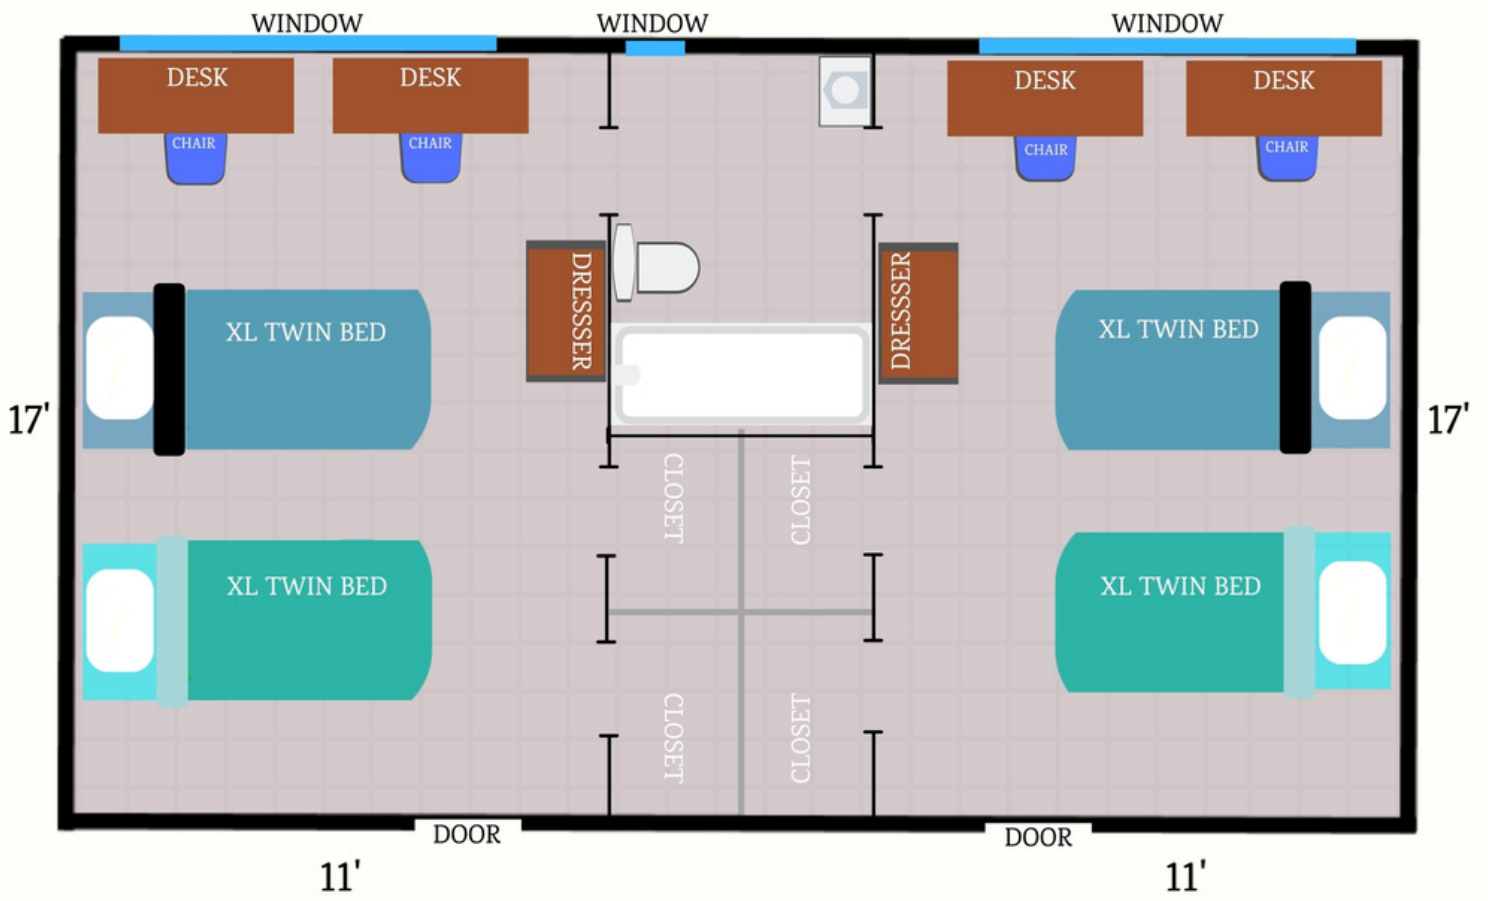 WINDOW
WINDOW
WINDOW
DESK
DESK
DESK
DESK
CHAIR
CHAIR
CHAIR
CHAIR
DRESSSER
DRESSSER
XL TWIN BED
XL TWIN BED
17'
17'
CLOSET
CLOSET
XL TWIN BED
XL TWIN BED
CLOSET
CLOSET
DOOR
DOOR
11'
11'